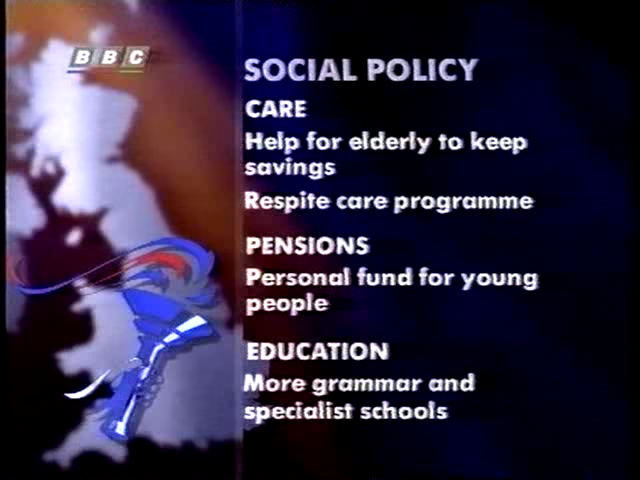 BBC
SOCIAL POLICY
CARE
Help for elderly to keep
savings
Respite care programme
PENSIONS
Personal fund for young
people
EDUCATION
More grammar and
specialist schools